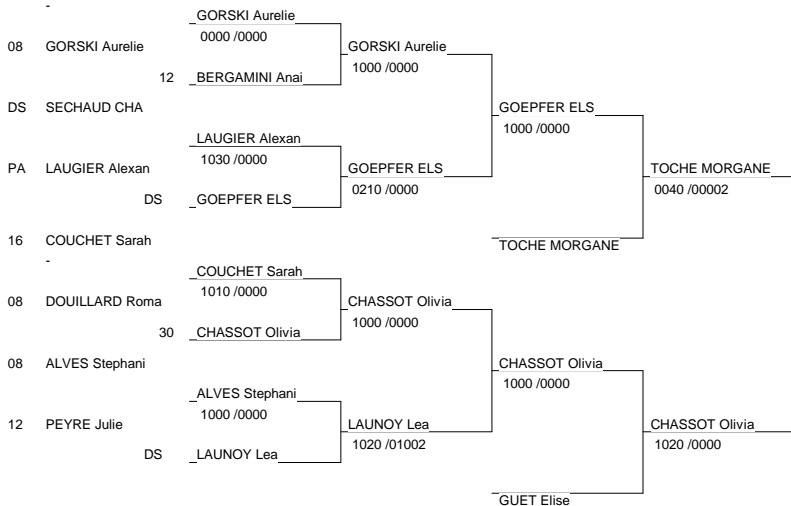 -
GORSKI Aurelie
0000 /0000
08 GORSKI Aurelie
GORSKI Aurelie
1000 /0000
12 BERGAMINI Anai
DS SECHAUD CHA
GOEPFER ELS
1000 /0000
LAUGIER Alexan
1030 /0000
PA LAUGIER Alexan
GOEPFER ELS
0210 /0000
TOCHE MORGANE
0040 /00002
DS GOEPFER ELS
16 COUCHET Sarah
TOCHE MORGANE
-
COUCHET Sarah
1010 /0000
08 DOUILLARD Roma
CHASSOT Olivia
1000 /0000
30 CHASSOT Olivia
08 ALVES Stephani
CHASSOT Olivia
1000 /0000
ALVES Stephani
1000 /0000
12 PEYRE Julie
LAUNOY Lea
1020 /01002
CHASSOT Olivia
1020 /0000
DS LAUNOY Lea
GUET Elise